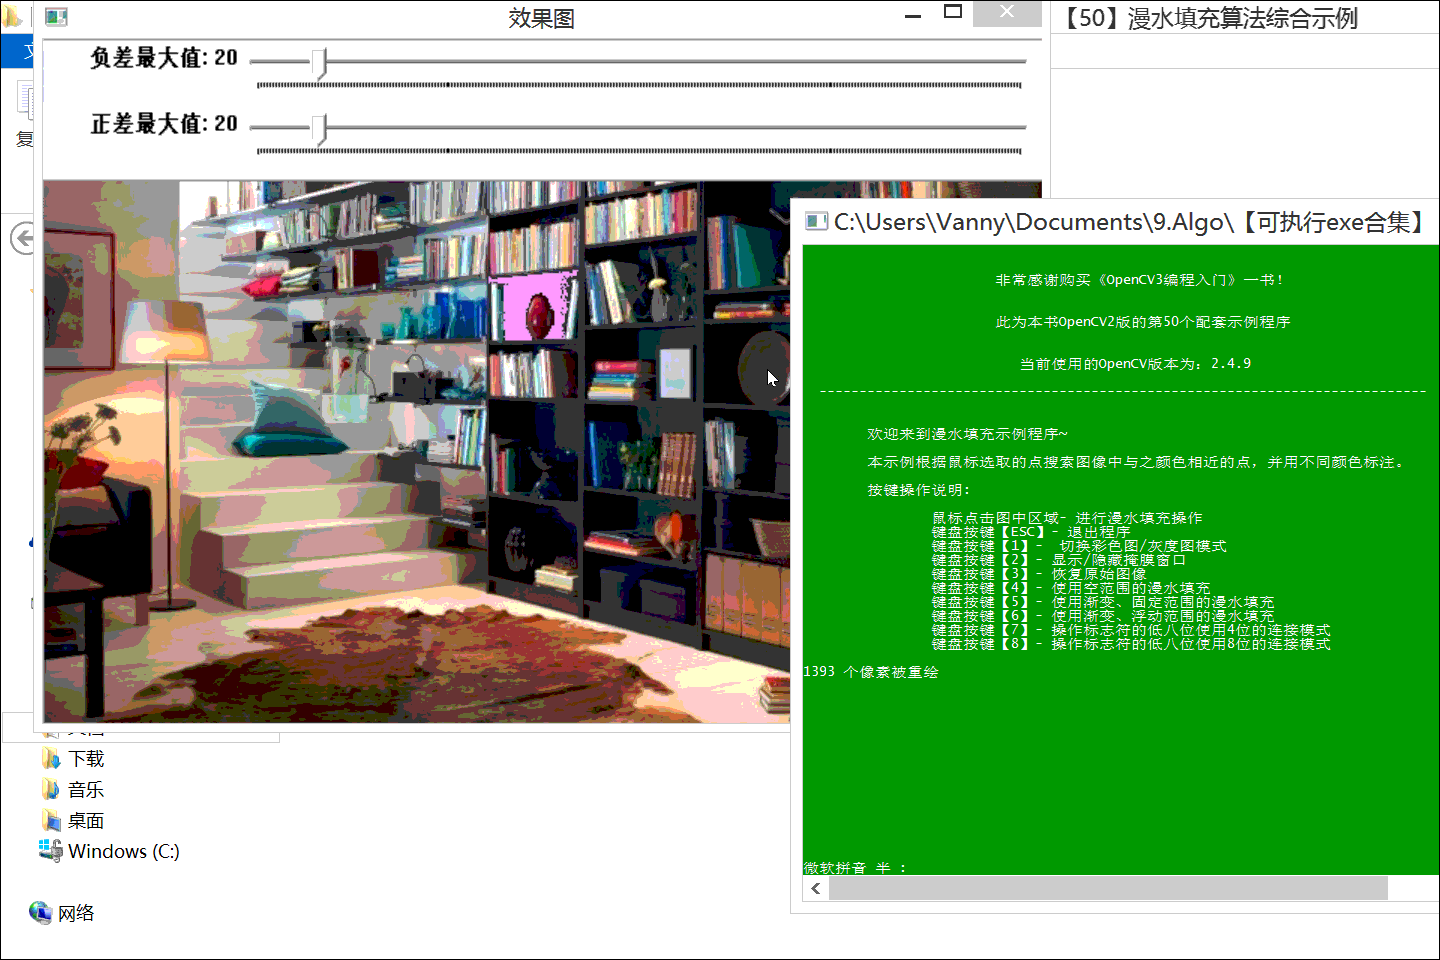 效果图
【50】漫水填充算法综合示例
负差最大值: 20
复
正差最大值: 20
C:\Users\Vanny\Documents\9.Algo\【可执行exe合集】
非常感谢购买《OpenCV3编程入门》一书!
此为本书OpenCV2版的第50个配套示例程序
当前使用的OpenCV版本为: 2.4.9
--------------------------------------------------------------------------
欢迎来到漫水填充示例程序~
本示例根据鼠标选取的点搜索图像中与之颜色相近的点，并用不同颜色标注。
按键操作说明:
鼠标点击图中区域- 进行漫水填充操作
键盘按键【ESC】- 退出程序
键盘按键【1】-  切换彩色图/灰度图模式
键盘按键【2】- 显示/隐藏掩膜窗口
键盘按键【3】- 恢复原始图像
键盘按键【4】- 使用空范围的漫水填充
键盘按键【5】- 使用渐变、固定范围的漫水填充
键盘按键【6】- 使用渐变、浮动范围的漫水填充
键盘按键【7】- 操作标志符的低八位使用4位的连接模式
键盘按键【8】- 操作标志符的低八位使用8位的连接模式
1393 个像素被重绘
下载
音乐
桌面
Windows (C:)
微软拼音 半 :
网络